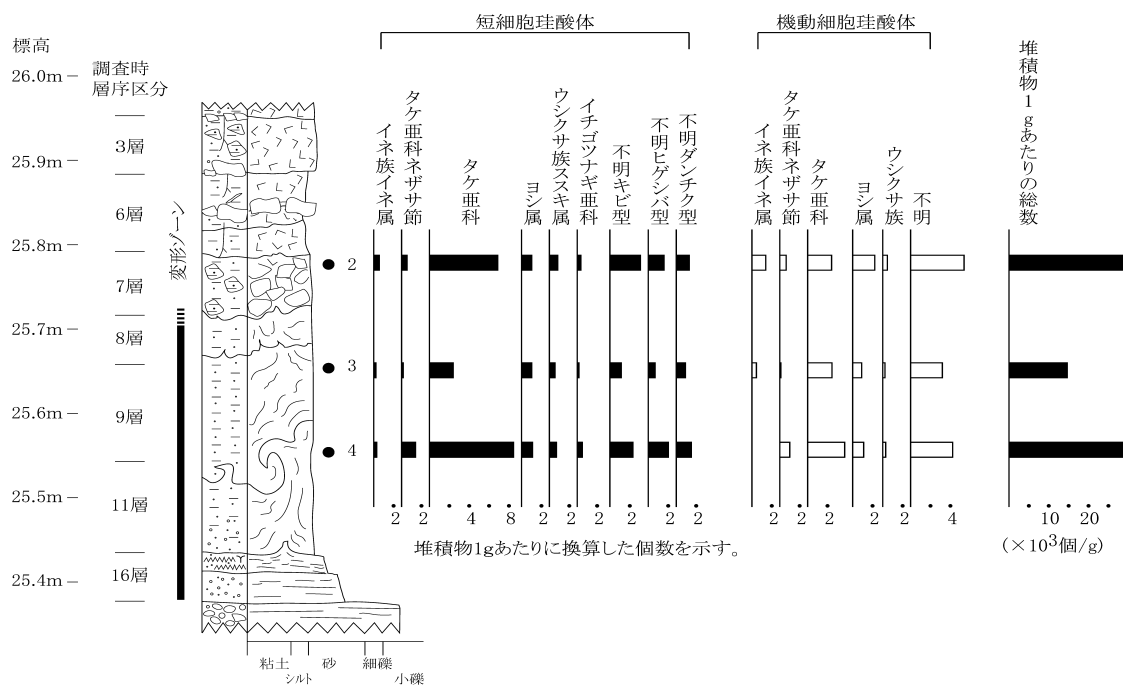 短細胞珪酸体
機動細胞珪酸体
標高
26.0m
25.9m
25.8m
25.7m
25.6m
25.5m
25.4m
調査時
層序区分
3層
6層
7層
8層
9層
11層
16層
変形ゾーン
2
3
4
イネ族イネ属
タケ亜科ネザサ節
タケ亜科
ヨシ属
ウシクサ族ススキ属
イチゴツナギ亜科
不明キビ型
不明ヒゲシバ型
不明ダンチク型
イネ族イネ属
タケ亜科ネザサ節
タケ亜科
ヨシ属
ウシクサ族
不明
堆積物1gあたりの総数
2 2 4 8 2 2 2 2 2 2 2 2 2 2 2 4 10 20
堆積物1gあたりに換算した個数を示す。
(×10³個/g)
粘土 砂 細礫
シルト 小礫